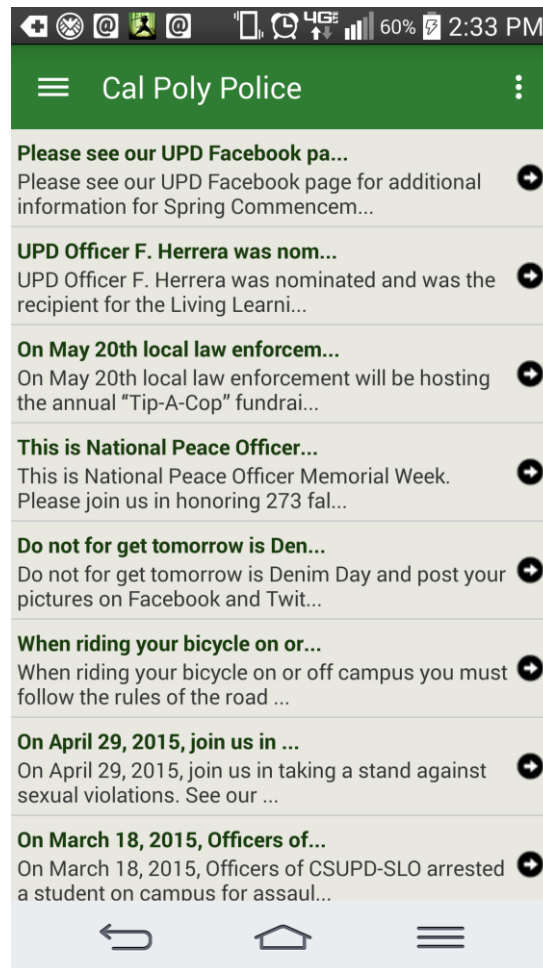 4GE 60% 2:33 PM
Cal Poly Police
Please see our UPD Facebook pa...
Please see our UPD Facebook page for additional
information for Spring Commencem...
UPD Officer F. Herrera was nom...
UPD Officer F. Herrera was nominated and was the
recipient for the Living Learni...
On May 20th local law enforcem...
On May 20th local law enforcement will be hosting
the annual “Tip-A-Cop” fundrai...
This is National Peace Officer...
This is National Peace Officer Memorial Week.
Please join us in honoring 273 fal...
Do not for get tomorrow is Den...
Do not for get tomorrow is Denim Day and post your
pictures on Facebook and Twit...
When riding your bicycle on or...
When riding your bicycle on or off campus you must
follow the rules of the road ...
On April 29, 2015, join us in ...
On April 29, 2015, join us in taking a stand against
sexual violations. See our ...
On March 18, 2015, Officers of...
On March 18, 2015, Officers of CSUPD-SLO arrested
a student on campus for assaul...